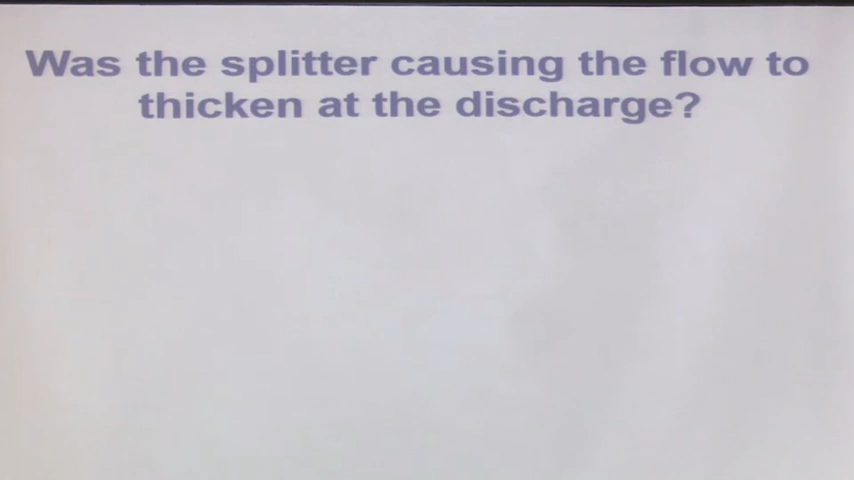 Was the splitter causing the flow to
thicken at the discharge?